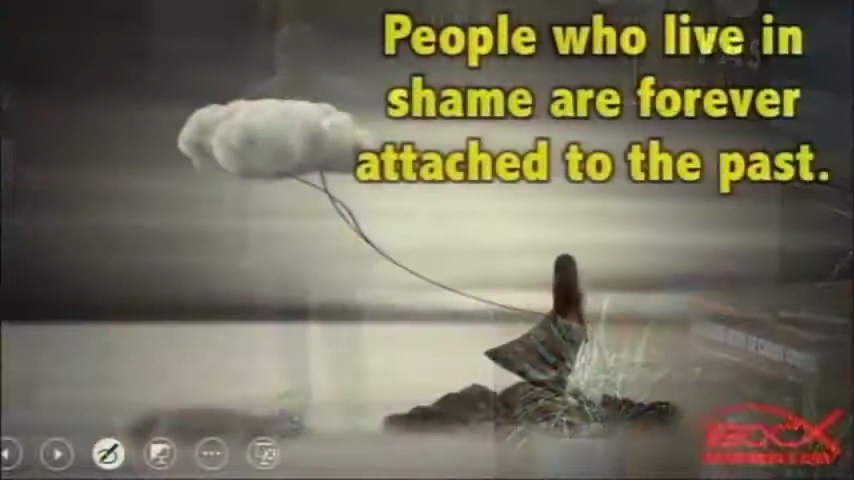 People who live in
shame are forever
attached to the past.